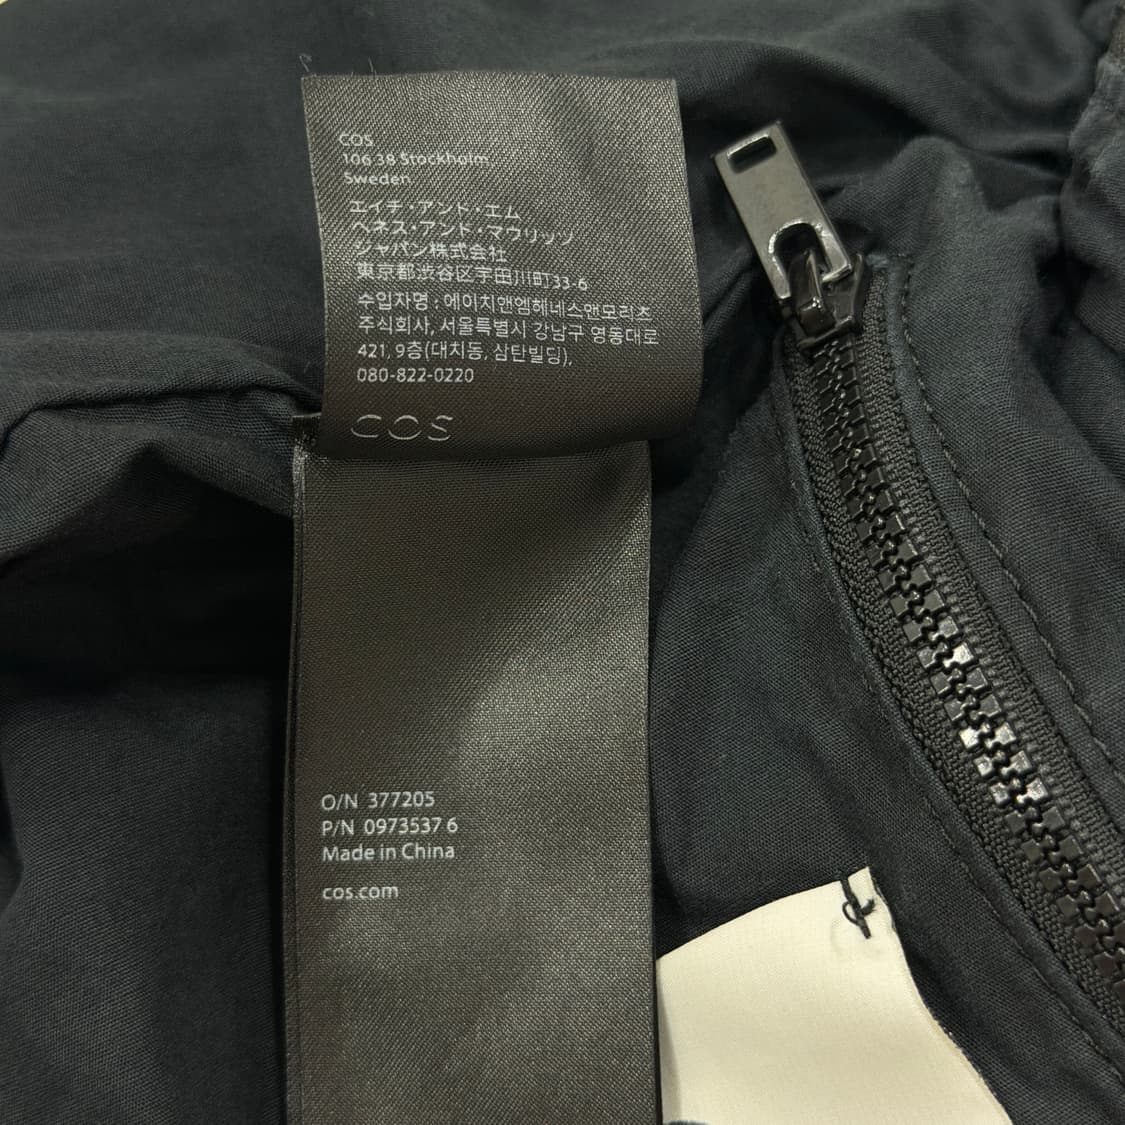 COS
106 38 Stockholm
Sweden
エイチ・アンド・エム
ヘネス・アンド・マウリッツ
ジャパン株式会社
東京都渋谷区宇田川町33-6
수입자명 : 에이치앤엠헤네스앤모리츠
주식회사, 서울특별시 강남구 영동대로
421, 9층(대치동, 삼탄빌딩),
080-822-0220
COS
O/N 377205
P/N 0973537 6
Made in China
cos.com